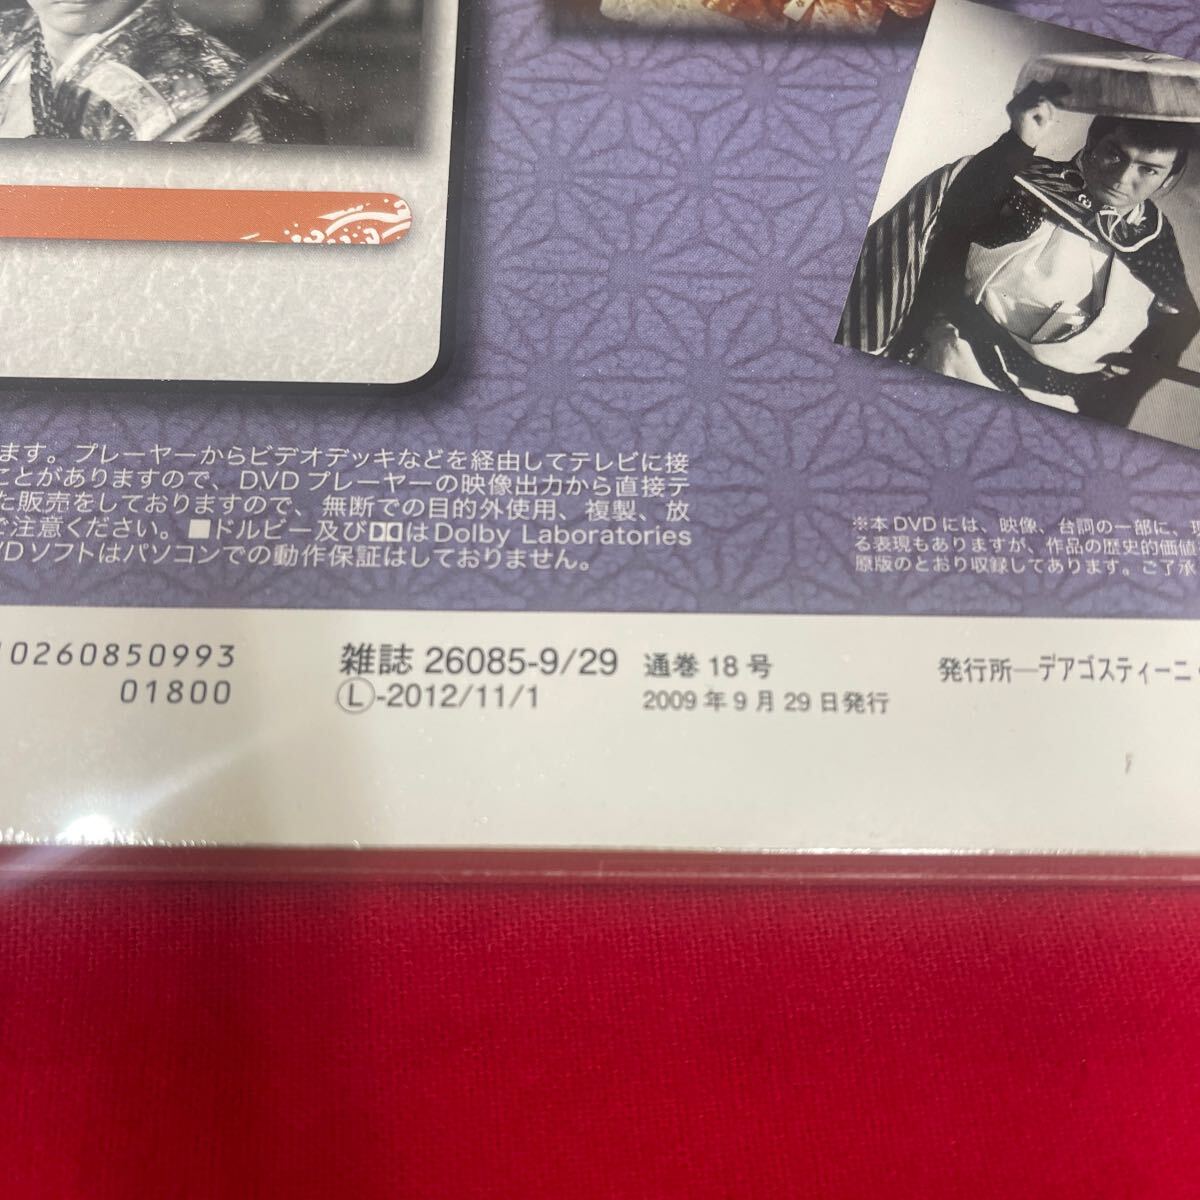 ます。プレーヤーからビデオデッキなどを経由してテレビに接
ことがありますので、DVDプレーヤーの映像出力から直接テ
た販売をしておりますので、無断での目的外使用、複製、放
ご注意ください。■ドルビー及びはDolby Laboratories
VDソフトはパソコンでの動作保証はしておりません。
※本DVDには、映像、台詞の一部に、
る表現もありますが、作品の歴史的価値
原版のとおり収録してあります。ご了承
10260850993
01800
雑誌 26085-9/29
Ⓛ-2012/11/1
通巻18号
2009年9月29日発行
発行所―デアゴスティーニ・